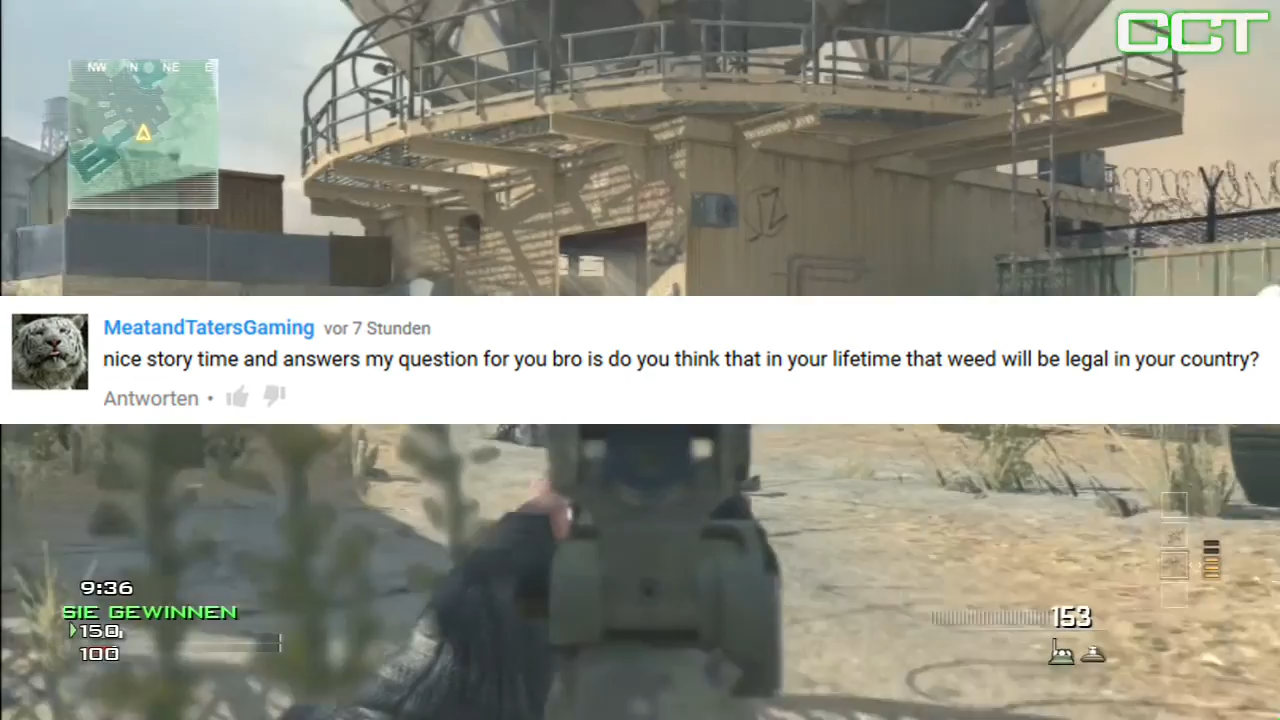 CCT
NW N NE E
MeatandTatersGaming vor 7 Stunden
nice story time and answers my question for you bro is do you think that in your lifetime that weed will be legal in your country?
Antworten •
9:36
SIE GEWINNEN
150
100
153